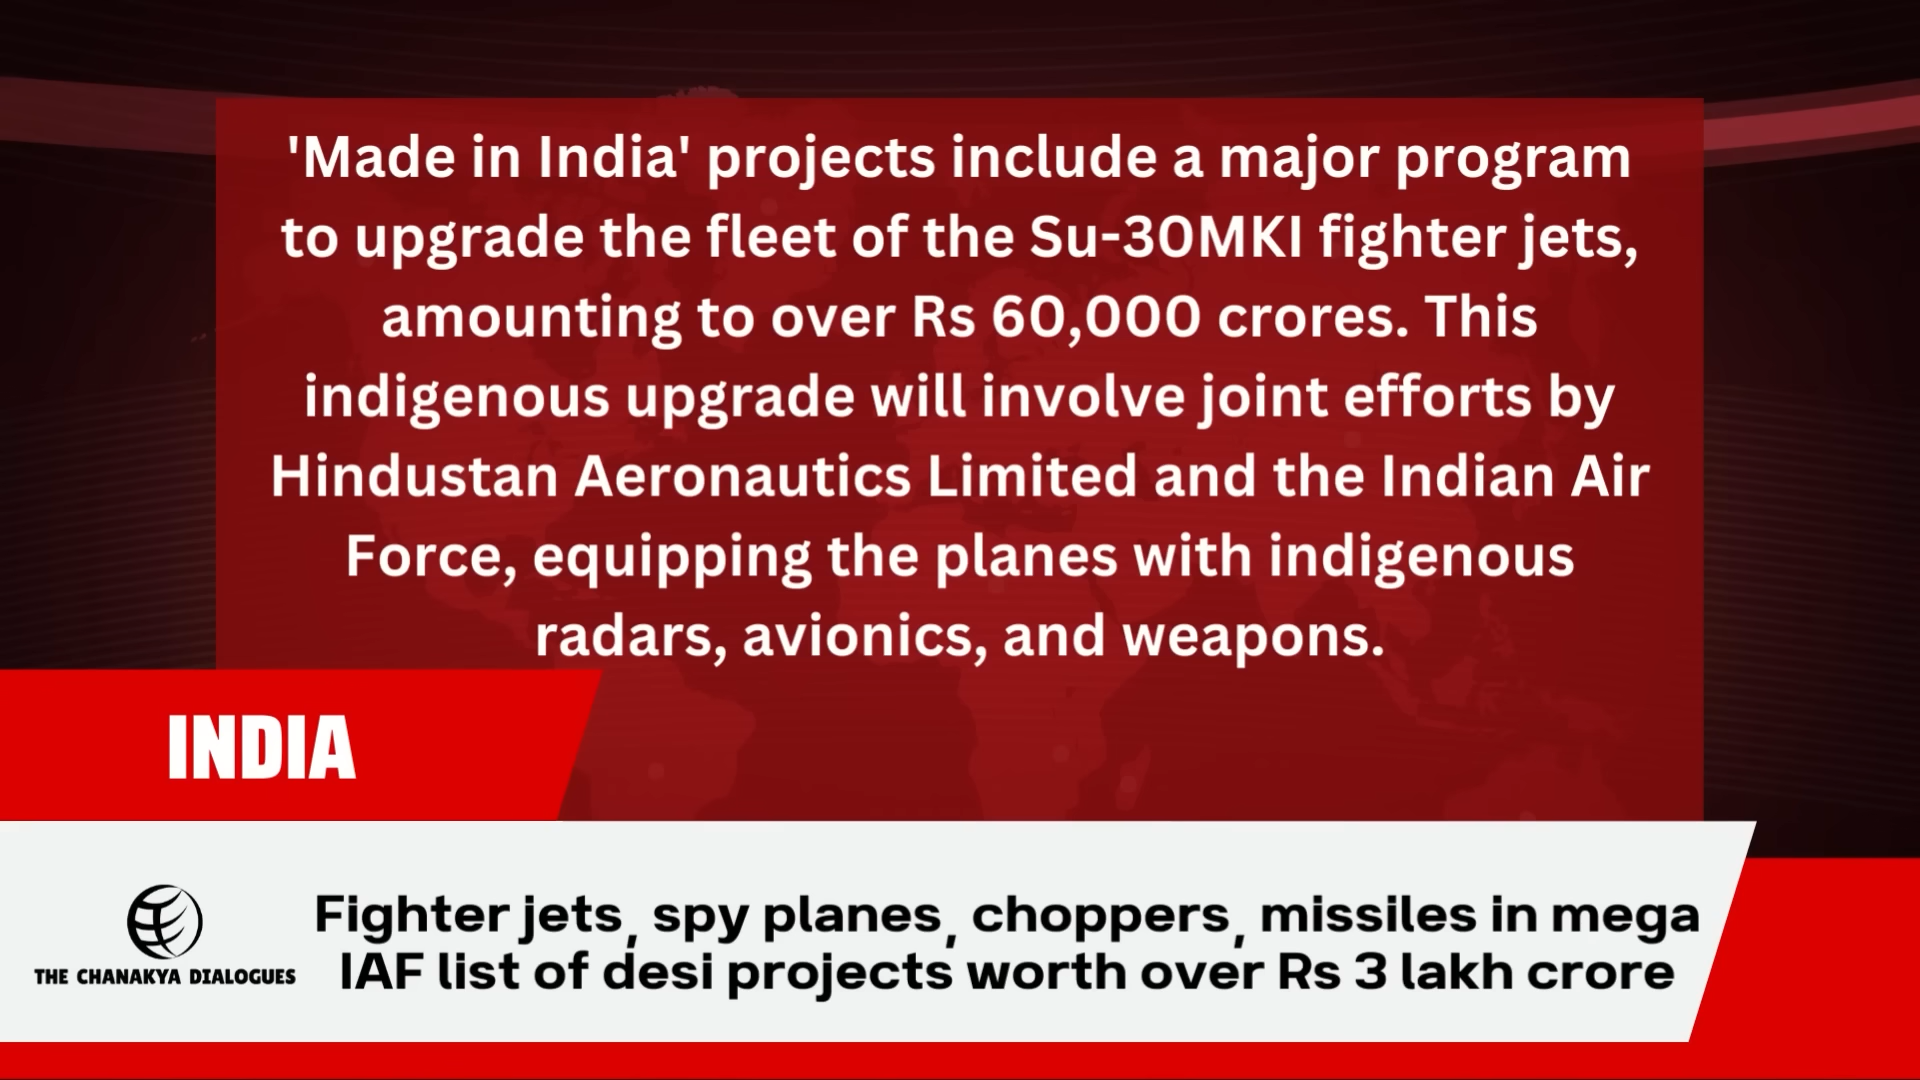 'Made in India' projects include a major program
to upgrade the fleet of the Su-30MKI fighter jets,
amounting to over Rs 60,000 crores. This
indigenous upgrade will involve joint efforts by
Hindustan Aeronautics Limited and the Indian Air
Force, equipping the planes with indigenous
radars, avionics, and weapons.
INDIA
THE CHANAKYA DIALOGUES
Fighter jets, spy planes, choppers, missiles in mega
IAF list of desi projects worth over Rs 3 lakh crore